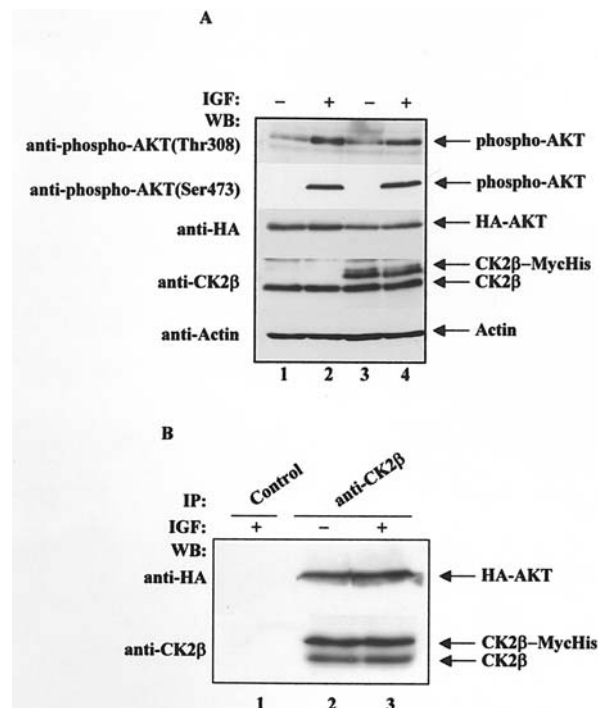 A
IGF: – + – +
WB:
anti-phospho-AKT(Thr308) phospho-AKT
anti-phospho-AKT(Ser473) phospho-AKT
anti-HA HA-AKT
CK2β–MycHis
anti-CK2β CK2β
anti-Actin Actin
1 2 3 4
B
IP: Control anti-CK2β
IGF: + – +
WB:
anti-HA HA-AKT
CK2β–MycHis
anti-CK2β CK2β
1 2 3